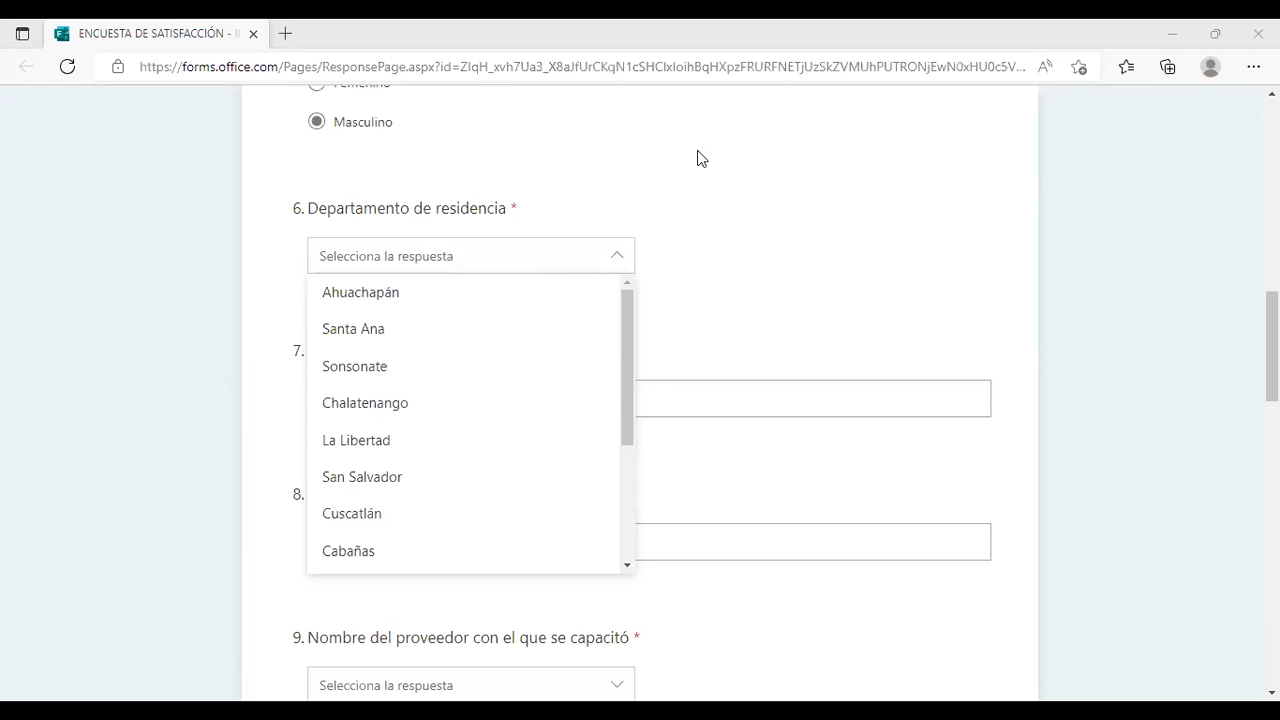 ENCUESTA DE SATISFACCIÓN - I
https://forms.office.com/Pages/ResponsePage.aspx?id=ZIqH_xvh7Ua3_X8aJfUrCKqN1cSHClxIoihBqHXpzFRURFNETjUzSkZVMUhPUTRONjEwN0xHU0c5V...
Femenino
Masculino
6. Departamento de residencia *
Selecciona la respuesta
Ahuachapán
Santa Ana
7.
Sonsonate
Chalatenango
La Libertad
San Salvador
8.
Cuscatlán
Cabañas
9. Nombre del proveedor con el que se capacitó *
Selecciona la respuesta